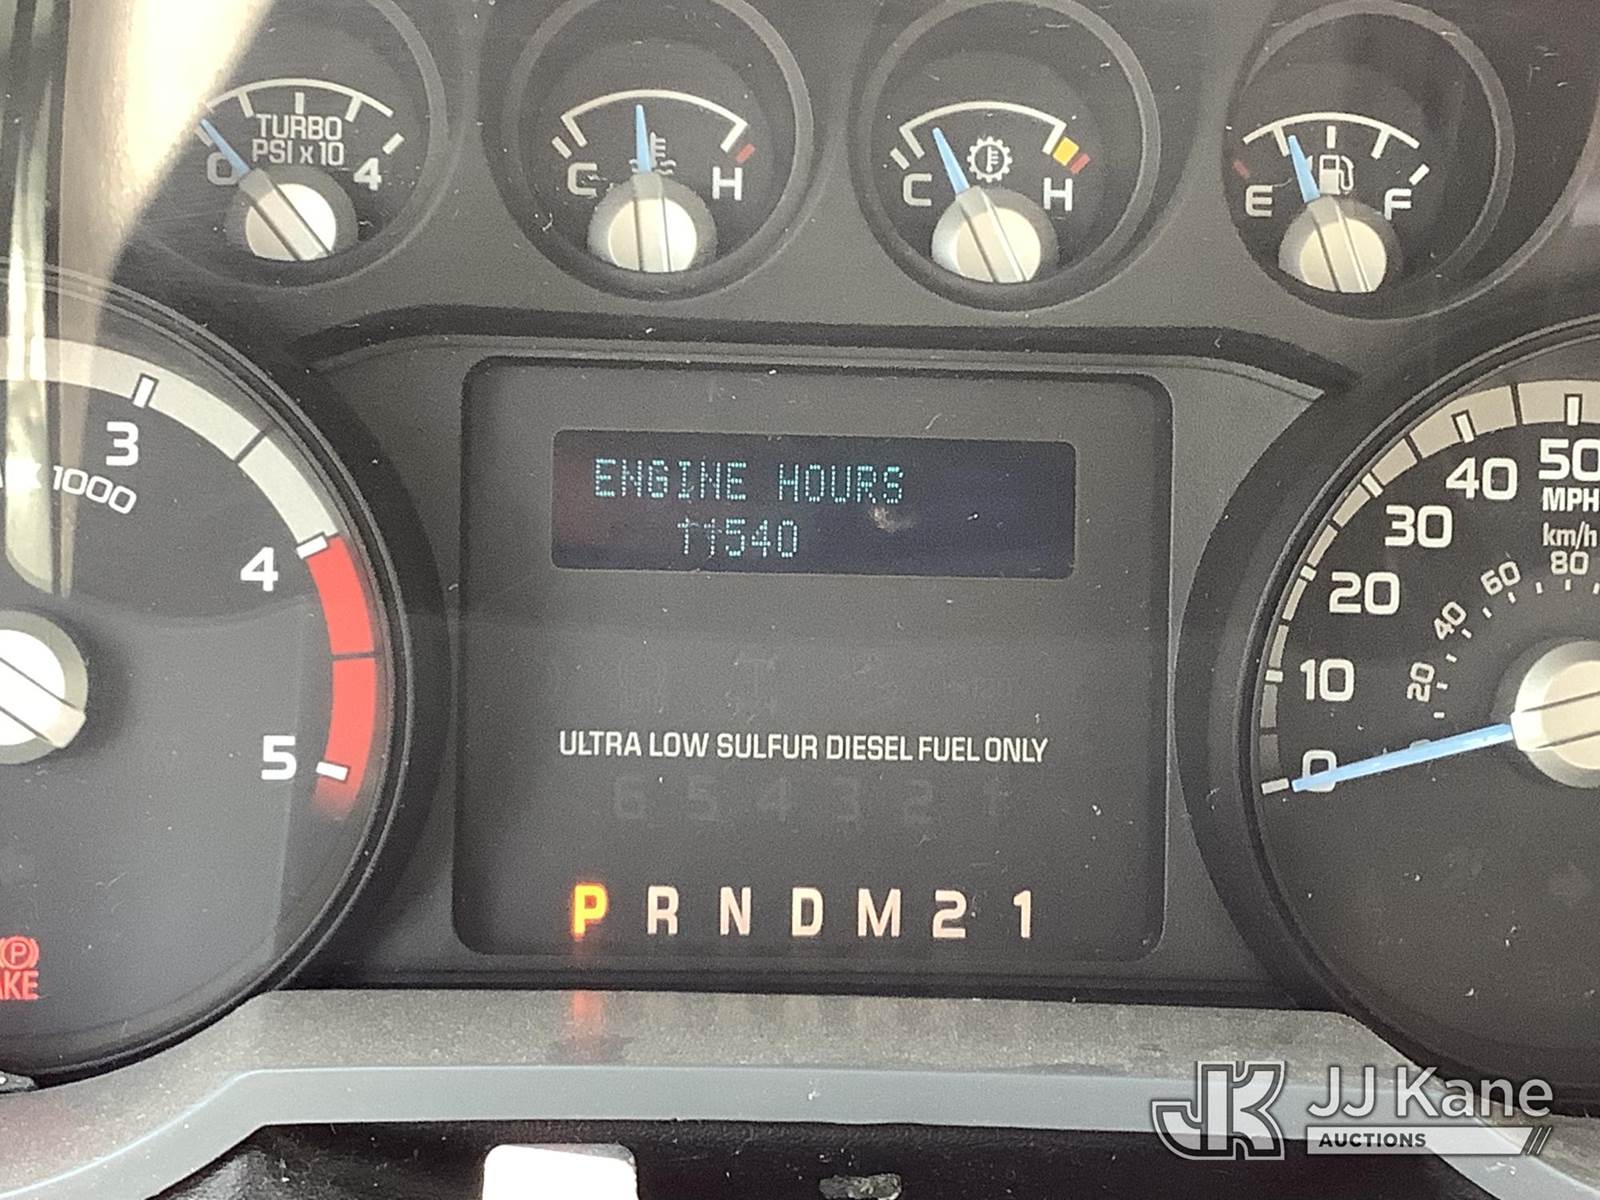 TURBO
PSI x 10
0 4
C H
C H
E F
3
x 1000
4
5
ENGINE HOURS
11540
ULTRA LOW SULFUR DIESEL FUEL ONLY
6 5 4 3 2 1
P R N D M 2 1
0 10 20 30 40 50
MPH
km/h
20 40 60 80
P
JJ Kane
AUCTIONS